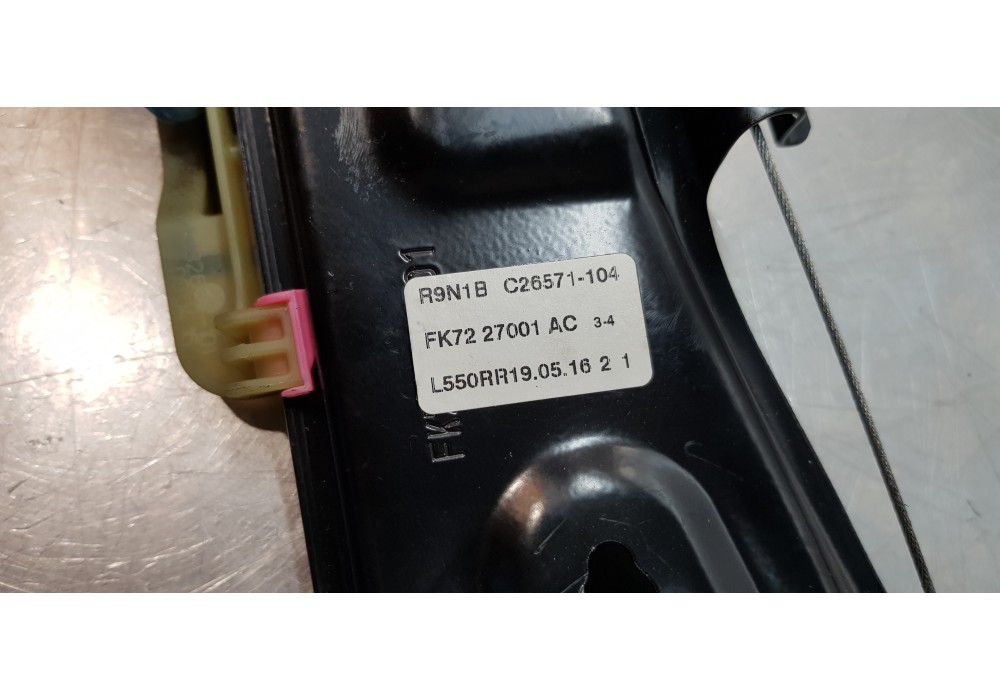 R9N1B C26571-104
FK72 27001 AC 3-4
L550RR19.05.16 2 1